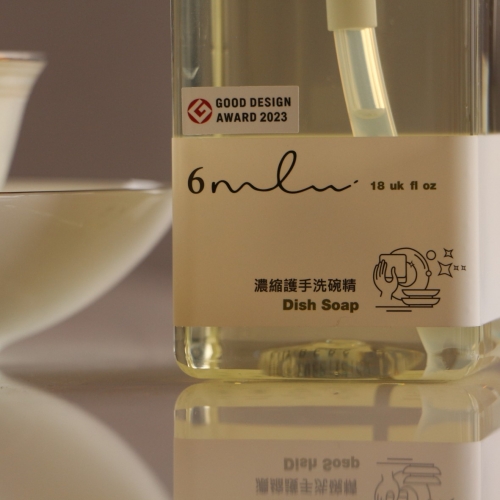 GOOD DESIGN
AWARD 2023
6mlu 18 uk fl oz
濃縮護手洗碗精
Dish Soap